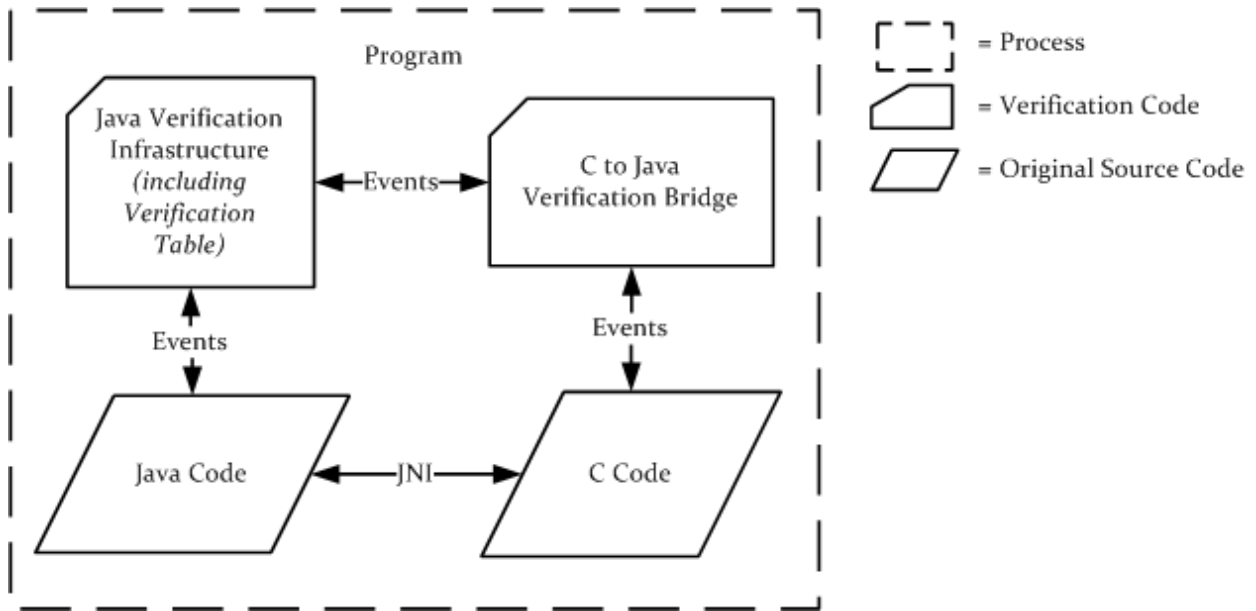 Program
Java Verification
Infrastructure
(including
Verification
Table)
Events
C to Java
Verification Bridge
Events
Events
Java Code
JNI
C Code
= Process
= Verification Code
= Original Source Code